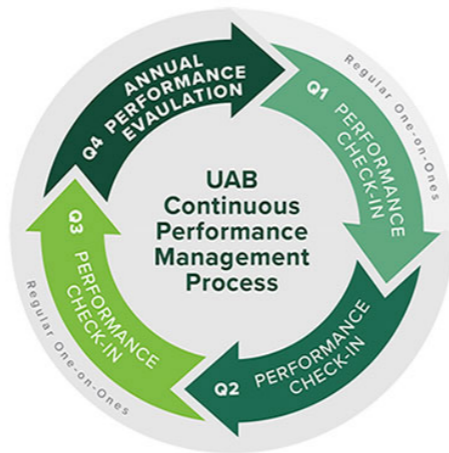 UAB
Continuous
Performance
Management
Process
Q1 PERFORMANCE
CHECK-IN
Regular One-on-Ones
Q2 PERFORMANCE
CHECK-IN
Q3 PERFORMANCE
CHECK-IN
Regular One-on-Ones
ANNUAL
Q4 PERFORMANCE
EVAULATION